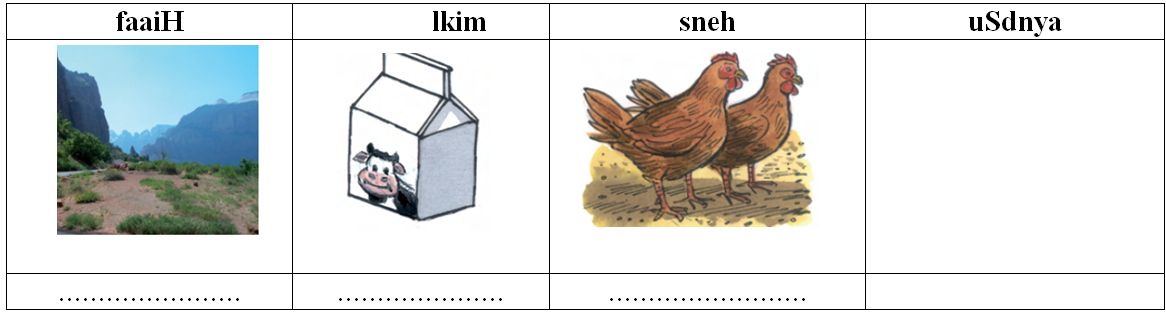 faaiH lkim sneh uSdnya
…………………… ………………… ……………………